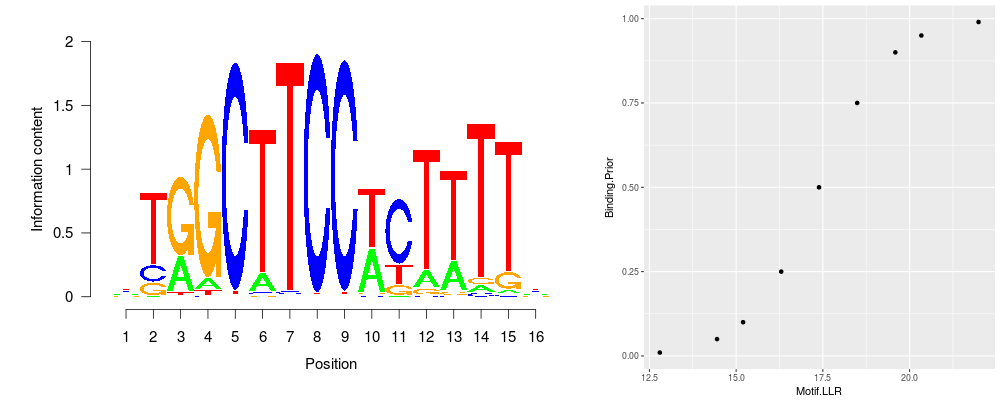 2
1.5
1
0.5
0
Information content
1 2 3 4 5 6 7 8 9 10 11 12 13 14 15 16
Position
T C G
G A
G A
C
T A
T
C
C
T A
C T G
T A G
T A
T C A
T G A
1.00
0.75
0.50
0.25
0.00
Binding.Prior
12.5 15.0 17.5 20.0
Motif.LLR